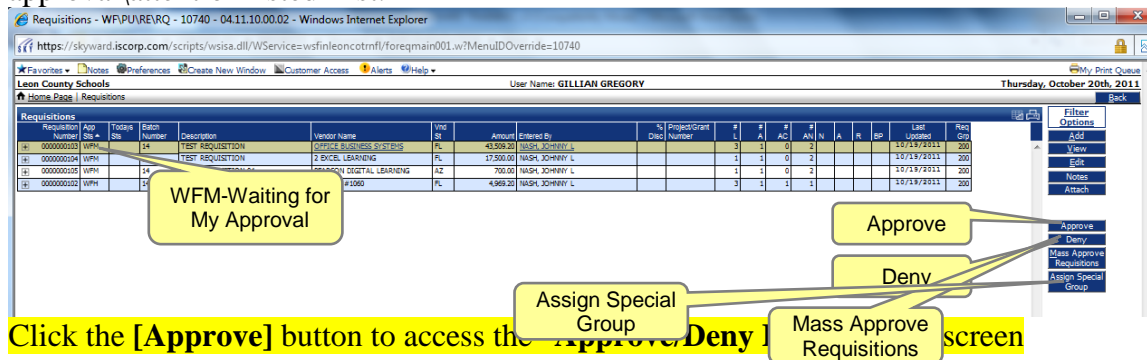 Requisitions - WF\PU\RE\RQ - 10740 - 04.11.10.00.02 - Windows Internet Explorer
https://skyward.iscorp.com/scripts/wsisa.dll/WService=wsfinleoncotrnfl/foreqmain001.w?MenuIDOverride=10740
Favorites Notes Preferences Create New Window Customer Access Alerts Help My Print Queue
Leon County Schools User Name: GILLIAN GREGORY Thursday, October 20th, 2011
Home Page | Requisitions Back
Requisitions
Requisition Number App Sts Todays Sts Batch Number Description Vendor Name Vnd St Amount Entered By % Disc Project/Grant Number # L # A # AC # AN N A R BP Last Updated Req Grp
0000000103 WFM 14 TEST REQUISITION OFFICE BUSINESS SYSTEMS FL 43,509.20 NASH, JOHNNY L 3 1 0 2 10/19/2011 200
0000000104 WFM TEST REQUISITION 2 EXCEL LEARNING FL 17,500.00 NASH, JOHNNY L 1 1 0 2 10/19/2011 200
0000000105 WFM 14 DIGITAL LEARNING AZ 700.00 NASH, JOHNNY L 1 1 0 2 10/19/2011 200
0000000102 WFM #1060 FL 4,969.20 NASH, JOHNNY L 3 1 1 1 10/19/2011 200
Filter Options
Add
View
Edit
Notes
Attach
Approve
Deny
Mass Approve Requisitions
Assign Special Group
WFM-Waiting for
My Approval
Approve
Deny
Assign Special
Group
Mass Approve
Requisitions
Click the [Approve] button to access the Approve/Deny screen